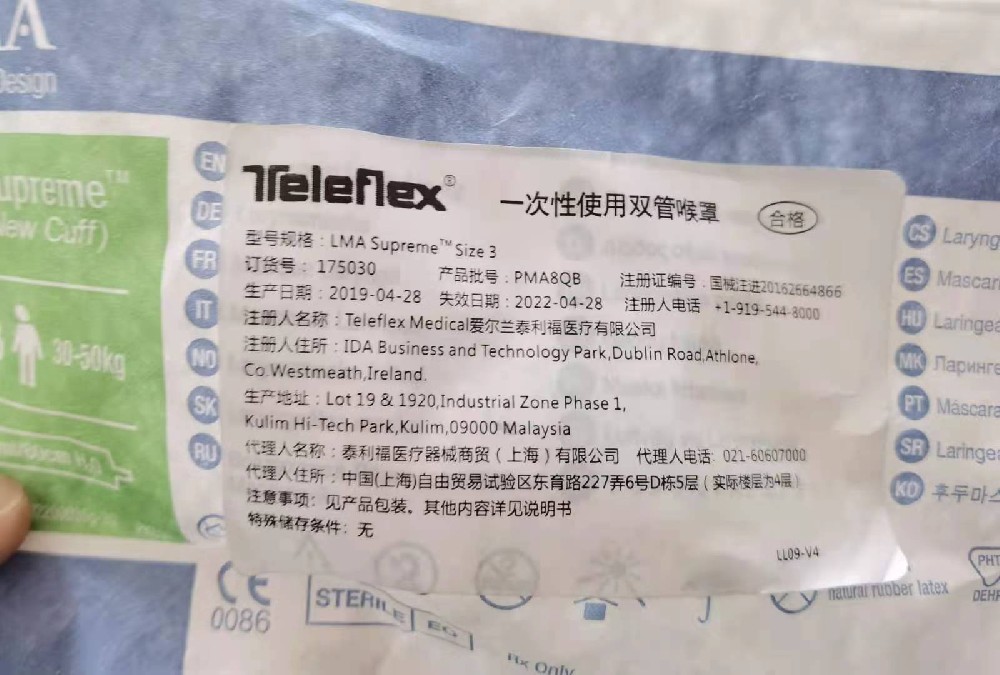 A
Design
upreme™
New Cuff)
30-50kg
EN
DE
FR
IT
NO
SK
RU
Teleflex®
一次性使用双管喉罩 合格
型号规格：LMA Supreme™ Size 3
订货号：175030 产品批号：PMA8QB 注册证编号：国械注进20162664866
生产日期：2019-04-28 失效日期：2022-04-28 注册人电话 +1-919-544-8000
注册人名称：Teleflex Medical爱尔兰泰利福医疗有限公司
注册人住所：IDA Business and Technology Park,Dublin Road,Athlone,
Co.Westmeath,Ireland.
生产地址：Lot 19 & 1920,Industrial Zone Phase 1,
Kulim Hi-Tech Park,Kulim,09000 Malaysia
代理人名称：泰利福医疗器械商贸（上海）有限公司 代理人电话：021-60607000
代理人住所：中国(上海)自由贸易试验区东育路227弄6号D栋5层（实际楼层为4层）
注意事项：见产品包装。其他内容详见说明书
特殊储存条件：无
LL09-V4
CS Laryng
ES Mascar
HU Laringea
MK Ларинге
PT Máscara
SR Laringea
KO 후두마스
CE
0086
STERILE EO
Rx Only
natural rubber latex
PHT
DEHP